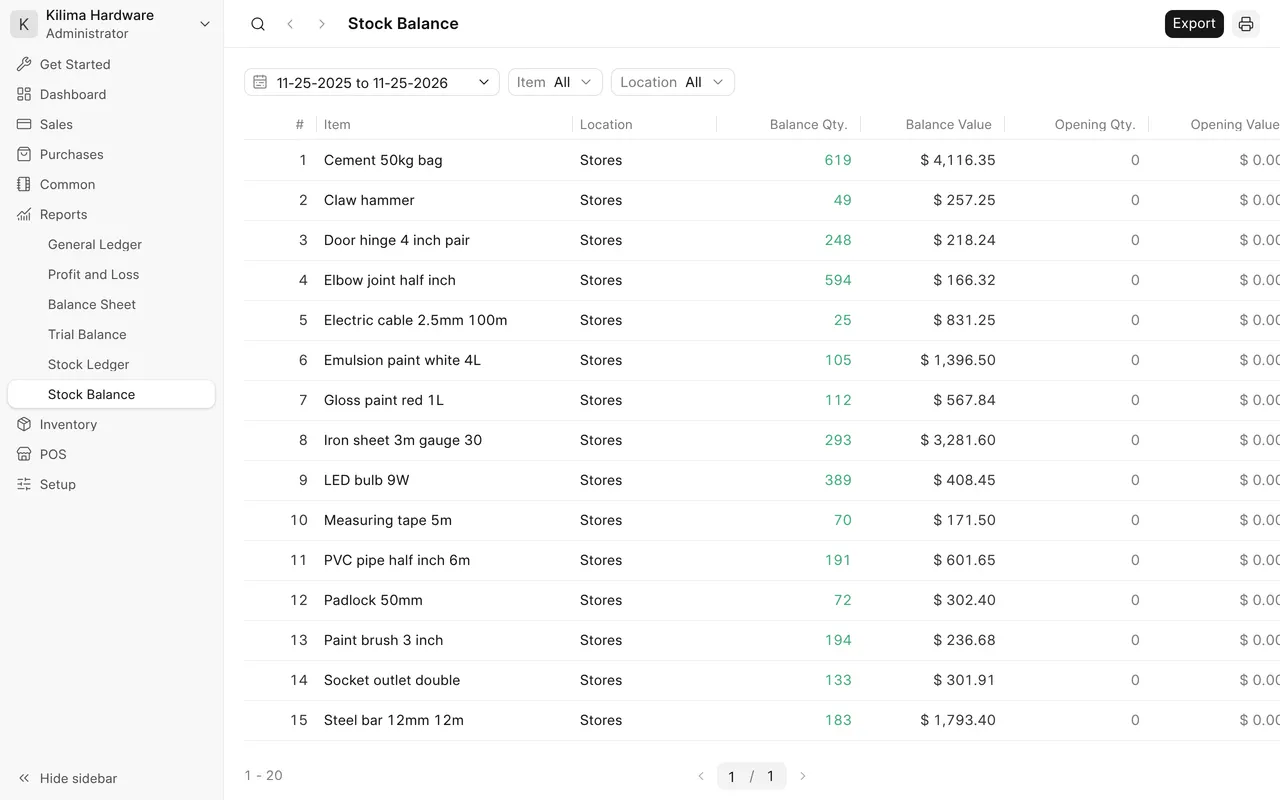 K
Kilima Hardware
Administrator
Get Started
Dashboard
Sales
Purchases
Common
Reports
General Ledger
Profit and Loss
Balance Sheet
Trial Balance
Stock Ledger
Stock Balance
Inventory
POS
Setup
Hide sidebar
Stock Balance
Export
11-25-2025 to 11-25-2026
Item All
Location All
# Item Location Balance Qty. Balance Value Opening Qty. Opening Value
1 Cement 50kg bag Stores 619 $ 4,116.35 0 $ 0.00
2 Claw hammer Stores 49 $ 257.25 0 $ 0.00
3 Door hinge 4 inch pair Stores 248 $ 218.24 0 $ 0.00
4 Elbow joint half inch Stores 594 $ 166.32 0 $ 0.00
5 Electric cable 2.5mm 100m Stores 25 $ 831.25 0 $ 0.00
6 Emulsion paint white 4L Stores 105 $ 1,396.50 0 $ 0.00
7 Gloss paint red 1L Stores 112 $ 567.84 0 $ 0.00
8 Iron sheet 3m gauge 30 Stores 293 $ 3,281.60 0 $ 0.00
9 LED bulb 9W Stores 389 $ 408.45 0 $ 0.00
10 Measuring tape 5m Stores 70 $ 171.50 0 $ 0.00
11 PVC pipe half inch 6m Stores 191 $ 601.65 0 $ 0.00
12 Padlock 50mm Stores 72 $ 302.40 0 $ 0.00
13 Paint brush 3 inch Stores 194 $ 236.68 0 $ 0.00
14 Socket outlet double Stores 133 $ 301.91 0 $ 0.00
15 Steel bar 12mm 12m Stores 183 $ 1,793.40 0 $ 0.00
1 - 20
1 / 1